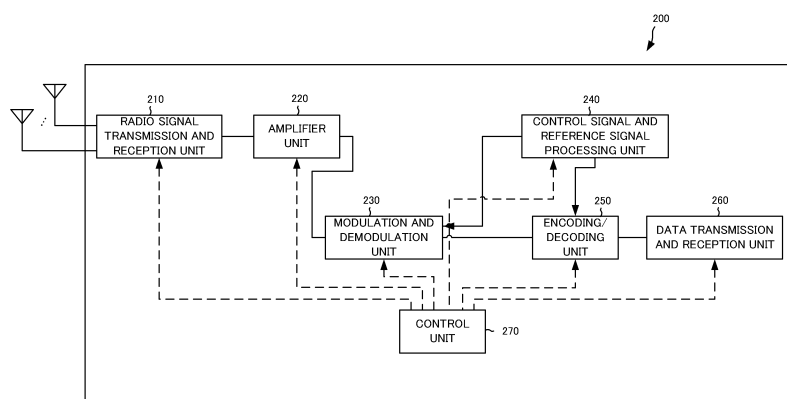 200
210
RADIO SIGNAL
TRANSMISSION AND
RECEPTION UNIT
220
AMPLIFIER
UNIT
240
CONTROL SIGNAL AND
REFERENCE SIGNAL
PROCESSING UNIT
230
MODULATION AND
DEMODULATION
UNIT
250
ENCODING/
DECODING
UNIT
260
DATA TRANSMISSION
AND RECEPTION UNIT
CONTROL
UNIT
270